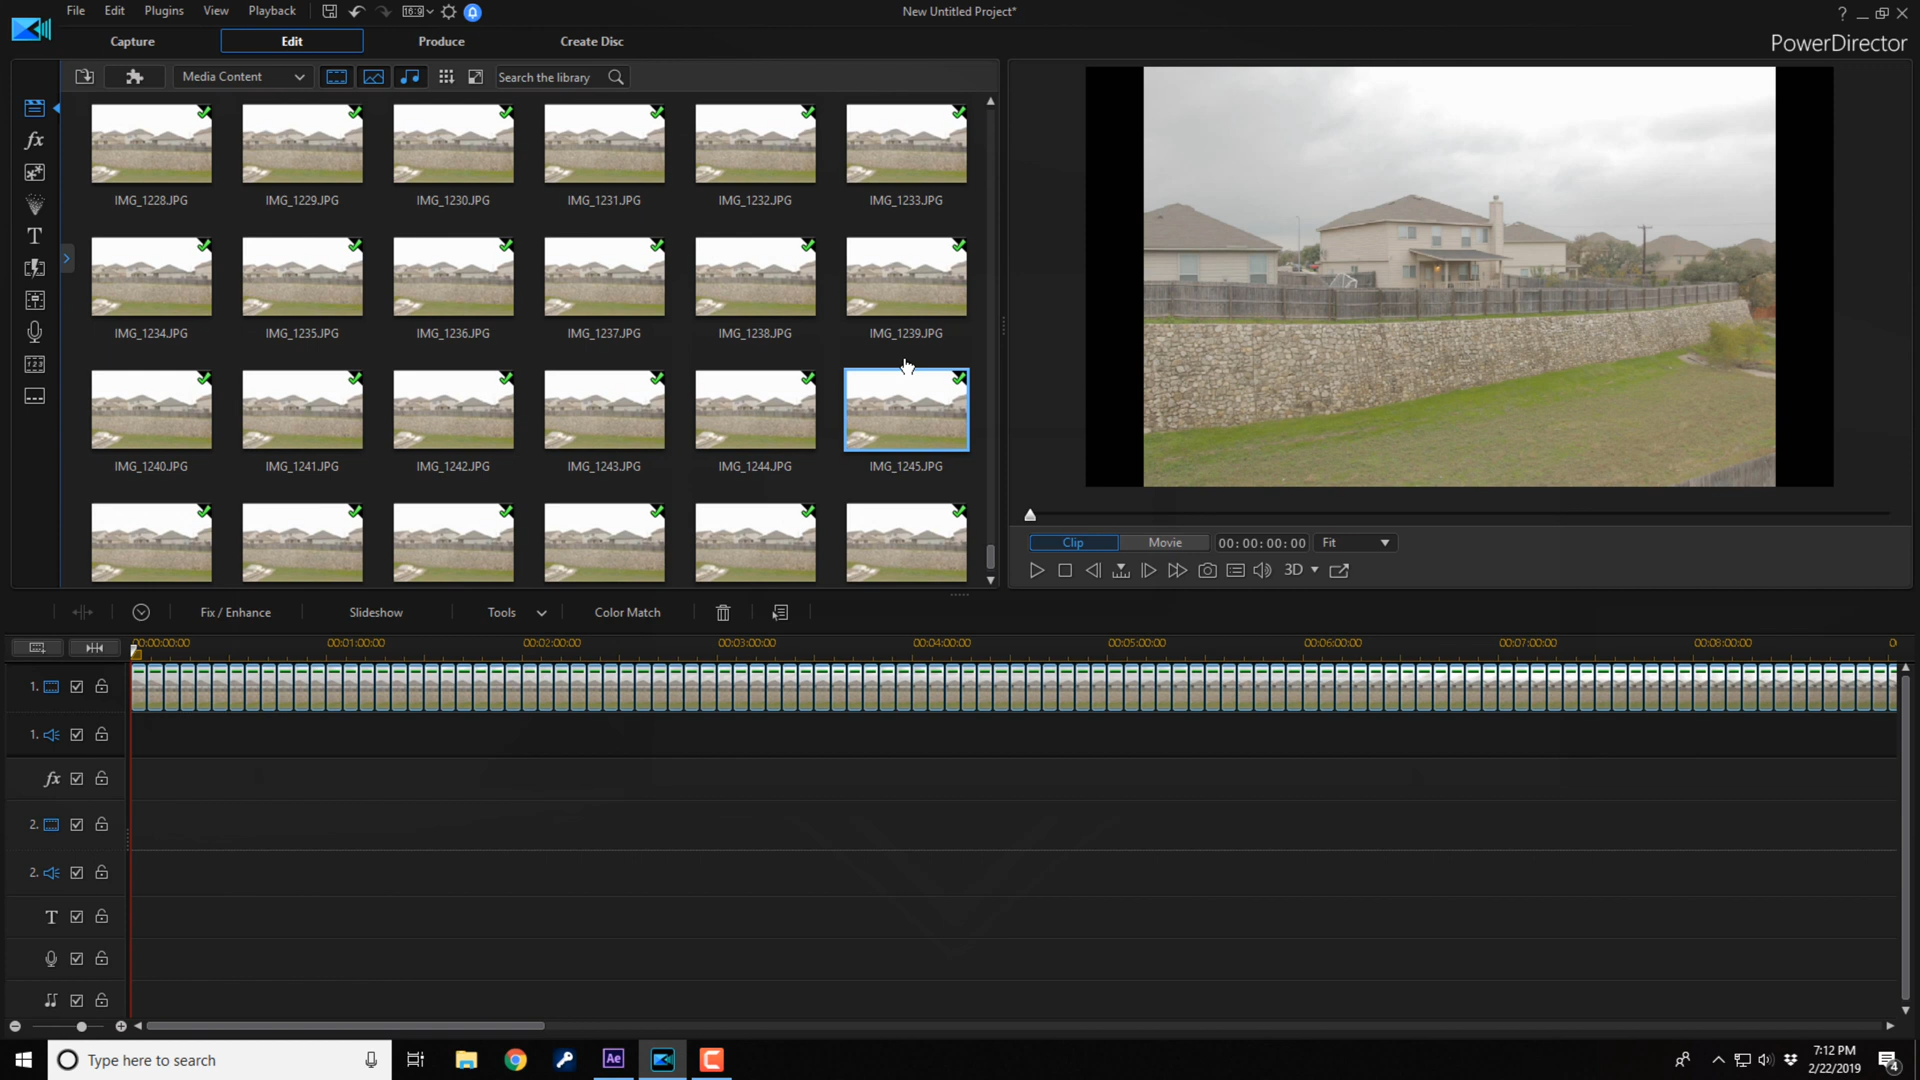 File Edit Plugins View Playback 16:9 New Untitled Project* ?
Capture Edit Produce Create Disc PowerDirector
Media Content Search the library
fx
T
IMG_1228.JPG IMG_1229.JPG IMG_1230.JPG IMG_1231.JPG IMG_1232.JPG IMG_1233.JPG
IMG_1234.JPG IMG_1235.JPG IMG_1236.JPG IMG_1237.JPG IMG_1238.JPG IMG_1239.JPG
IMG_1240.JPG IMG_1241.JPG IMG_1242.JPG IMG_1243.JPG IMG_1244.JPG IMG_1245.JPG
Clip Movie 00:00:00:00 Fit
3D
Fix / Enhance Slideshow Tools Color Match
00:00:00:00 00:01:00:00 00:02:00:00 00:03:00:00 00:04:00:00 00:05:00:00 00:06:00:00 00:07:00:00 00:08:00:00
1.
1.
fx
2.
2.
T
Type here to search Ae 7:12 PM
2/22/2019 4